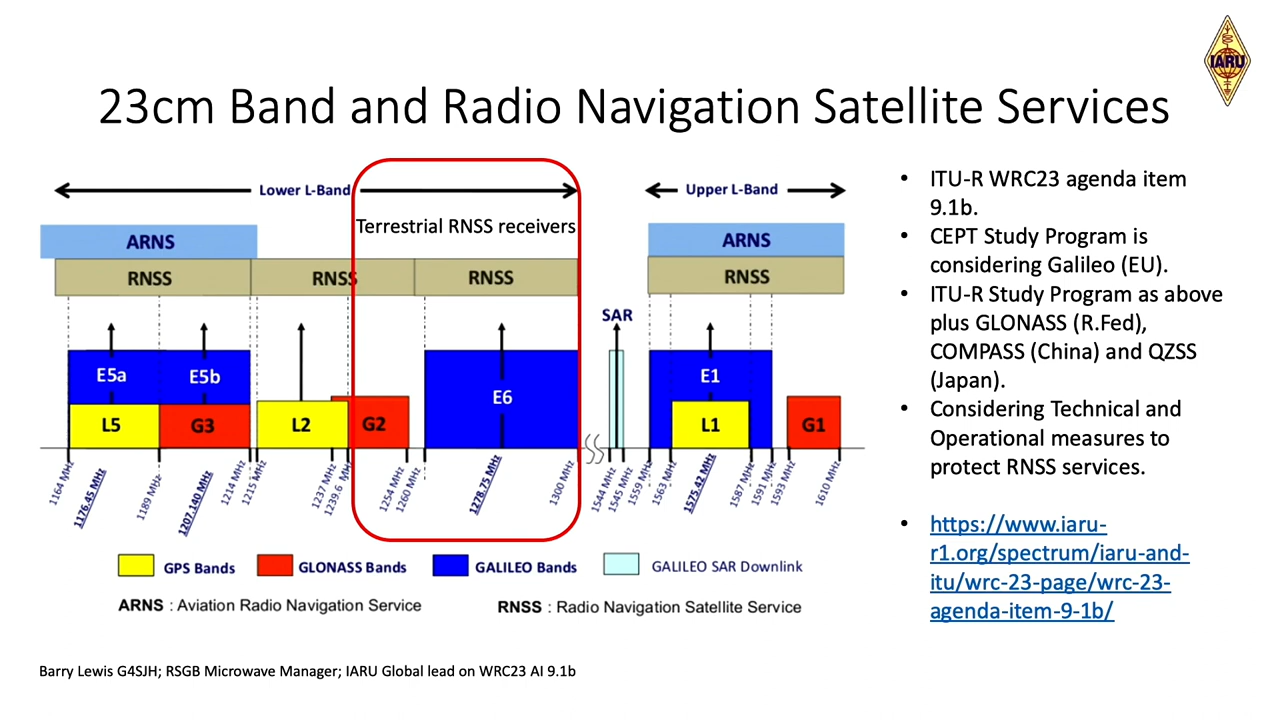 IARU
23cm Band and Radio Navigation Satellite Services
Lower L-Band
Upper L-Band
Terrestrial RNSS receivers
ARNS
ARNS
RNSS
RNSS
RNSS
RNSS
SAR
E5a
E5b
E6
E1
L5
G3
L2
G2
L1
G1
1164 MHz
1176.45 MHz
1189 MHz
1207.140 MHz
1214 MHz
1215 MHz
1237 MHz
1239.6 MHz
1254 MHz
1260 MHz
1278.75 MHz
1300 MHz
1544 MHz
1545 MHz
1559 MHz
1563 MHz
1575.42 MHz
1587 MHz
1591 MHz
1593 MHz
1610 MHz
GPS Bands
GLONASS Bands
GALILEO Bands
GALILEO SAR Downlink
ARNS : Aviation Radio Navigation Service
RNSS : Radio Navigation Satellite Service
• ITU-R WRC23 agenda item
9.1b.
• CEPT Study Program is
considering Galileo (EU).
• ITU-R Study Program as above
plus GLONASS (R.Fed),
COMPASS (China) and QZSS
(Japan).
• Considering Technical and
Operational measures to
protect RNSS services.
• https://www.iaru-
r1.org/spectrum/iaru-and-
itu/wrc-23-page/wrc-23-
agenda-item-9-1b/
Barry Lewis G4SJH; RSGB Microwave Manager; IARU Global lead on WRC23 AI 9.1b